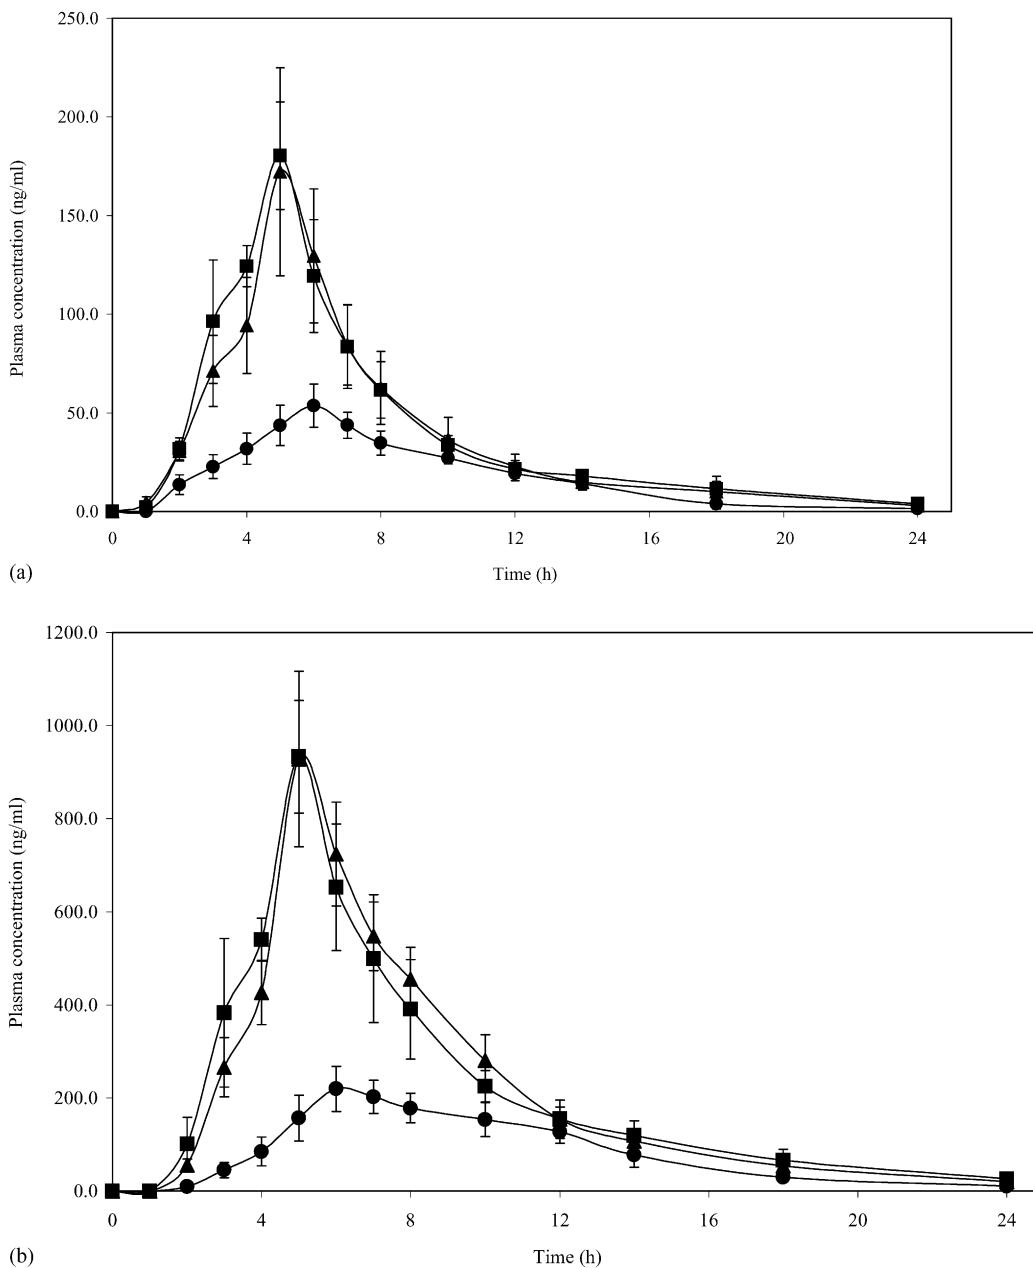 250.0
200.0
150.0
100.0
50.0
0.0
Plasma concentration (ng/ml)
0 4 8 12 16 20 24
(a)
Time (h)
1200.0
1000.0
800.0
600.0
400.0
200.0
0.0
Plasma concentration (ng/ml)
0 4 8 12 16 20 24
(b)
Time (h)